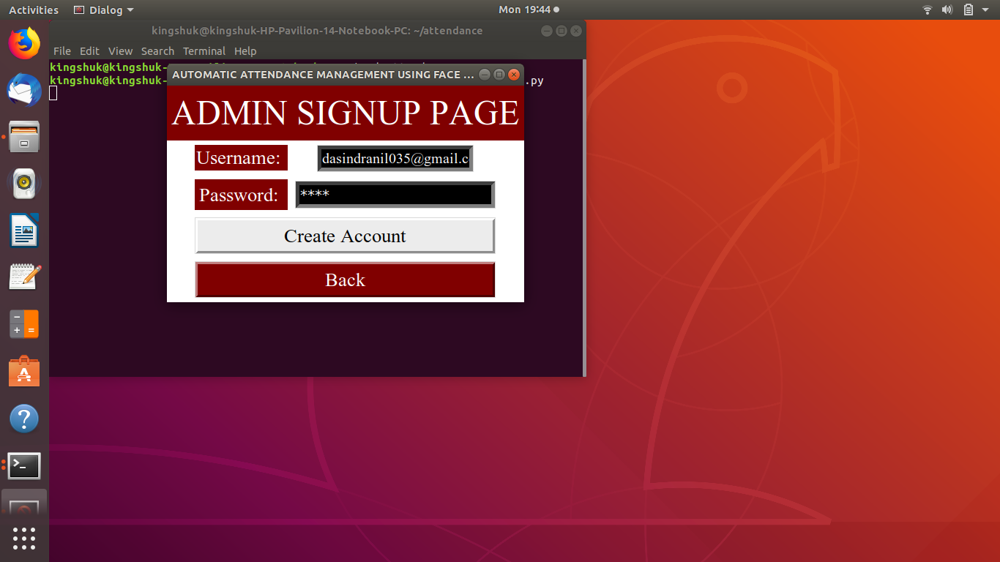 Activities Dialog Mon 19:44
kingshuk@kingshuk-HP-Pavilion-14-Notebook-PC: ~/attendance
File Edit View Search Terminal Help
kingshuk@kingshuk-
AUTOMATIC ATTENDANCE MANAGEMENT USING FACE ...
kingshuk@kingshuk- .py
ADMIN SIGNUP PAGE
Username: dasindranil035@gmail.c
Password: ****
Create Account
Back